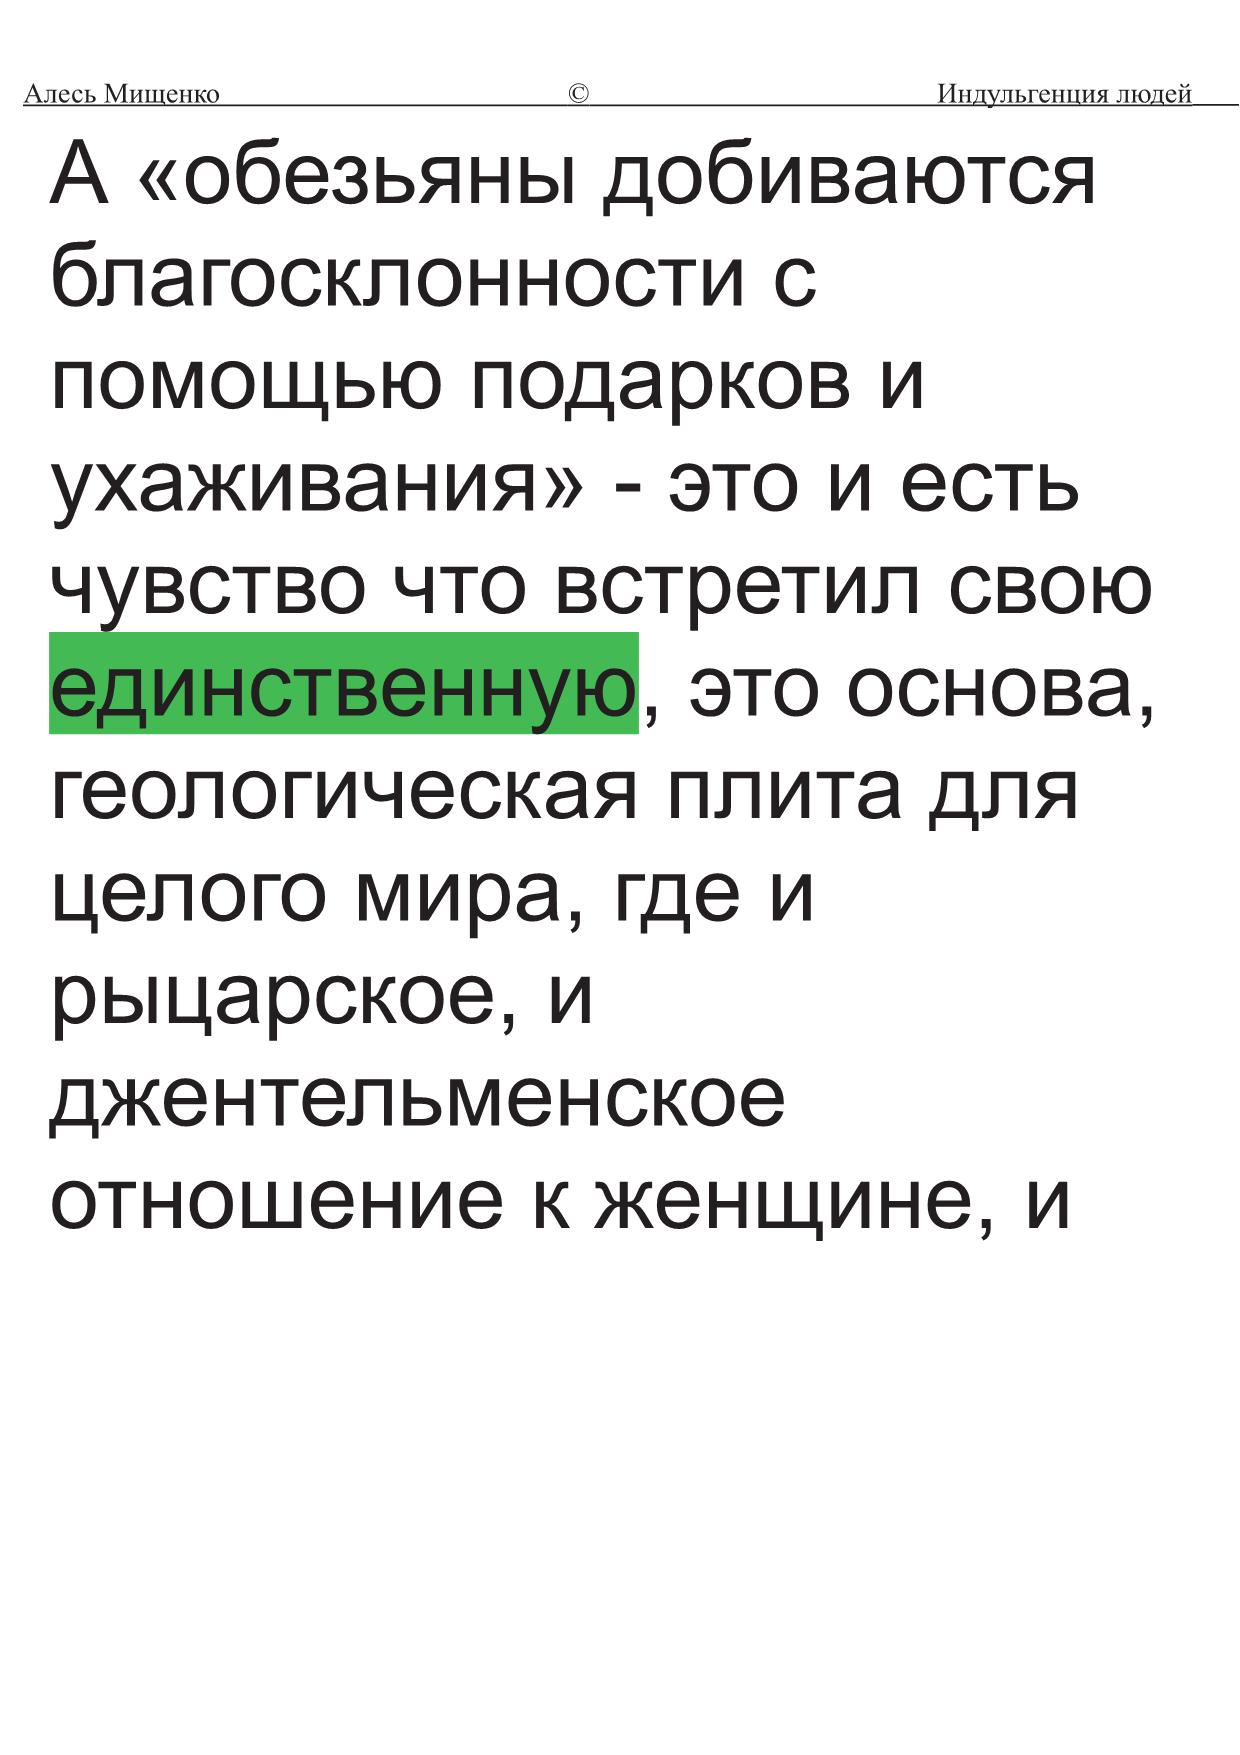 Алесь Мищенко © Индульгенция людей
А «обезьяны добиваются
благосклонности с
помощью подарков и
ухаживания» - это и есть
чувство что встретил свою
единственную, это основа,
геологическая плита для
целого мира, где и
рыцарское, и
джентельменское
отношение к женщине, и